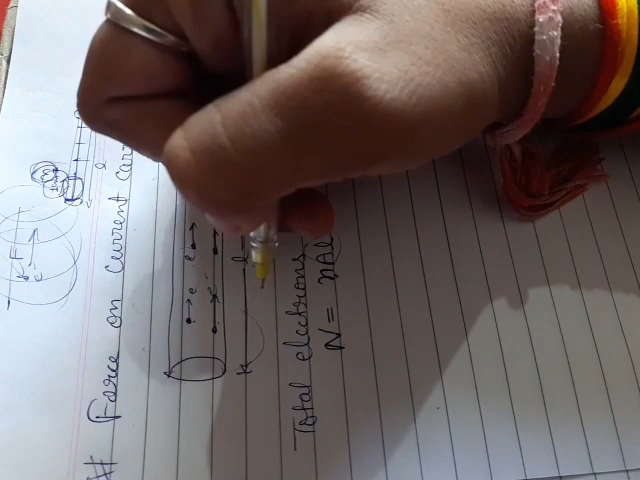 # Force on current carr
e e
l
Total electrons
N = nAl